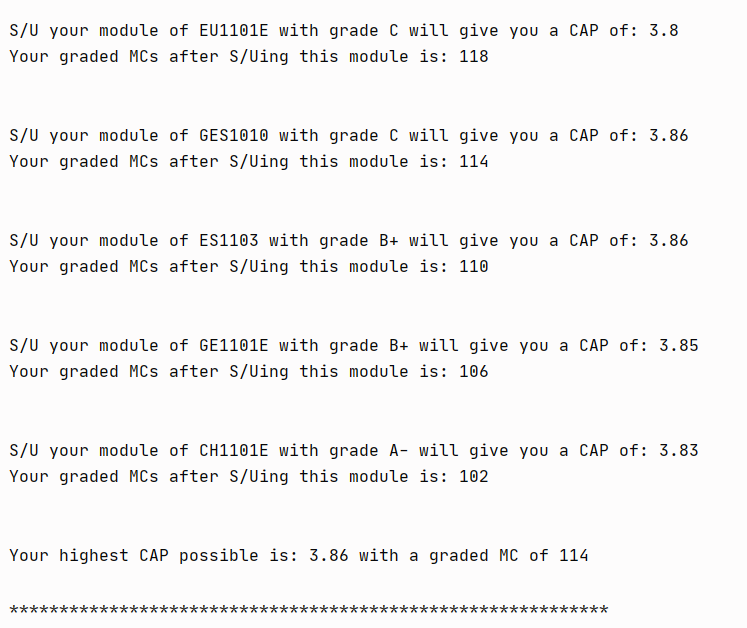 S/U your module of EU1101E with grade C will give you a CAP of: 3.8
Your graded MCs after S/Uing this module is: 118
S/U your module of GES1010 with grade C will give you a CAP of: 3.86
Your graded MCs after S/Uing this module is: 114
S/U your module of ES1103 with grade B+ will give you a CAP of: 3.86
Your graded MCs after S/Uing this module is: 110
S/U your module of GE1101E with grade B+ will give you a CAP of: 3.85
Your graded MCs after S/Uing this module is: 106
S/U your module of CH1101E with grade A- will give you a CAP of: 3.83
Your graded MCs after S/Uing this module is: 102
Your highest CAP possible is: 3.86 with a graded MC of 114
************************************************************